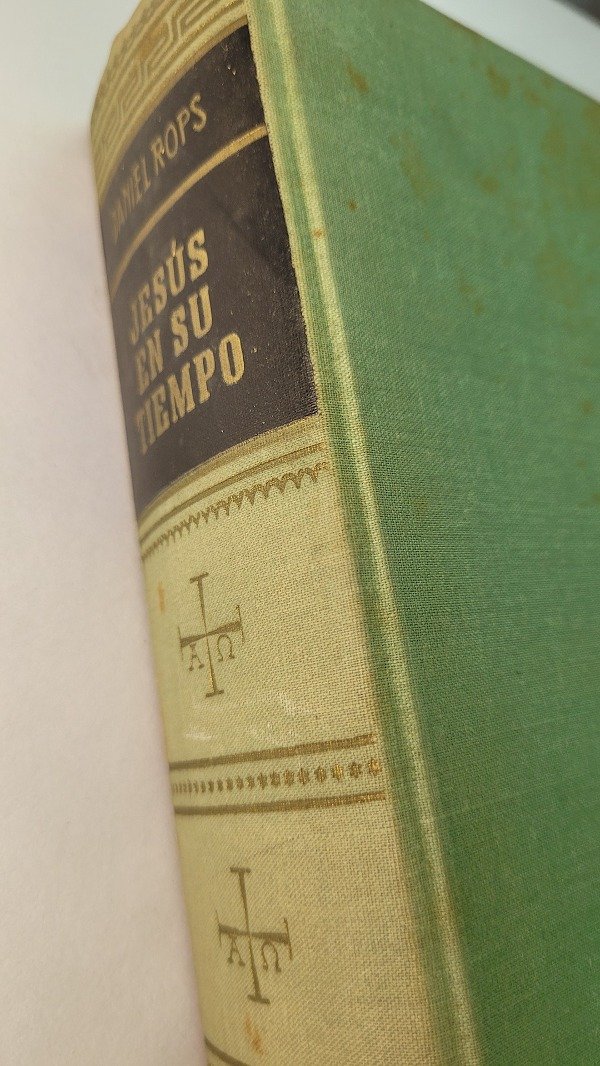 DANIEL ROPS
JESÚS
EN SU
TIEMPO
Α Ω
Α Ω